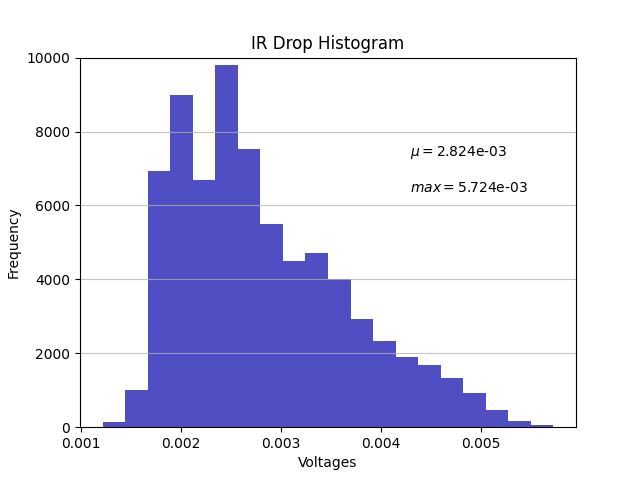 IR Drop Histogram
10000
8000
6000
4000
2000
0
Frequency
μ = 2.824e-03
max = 5.724e-03
0.001 0.002 0.003 0.004 0.005
Voltages